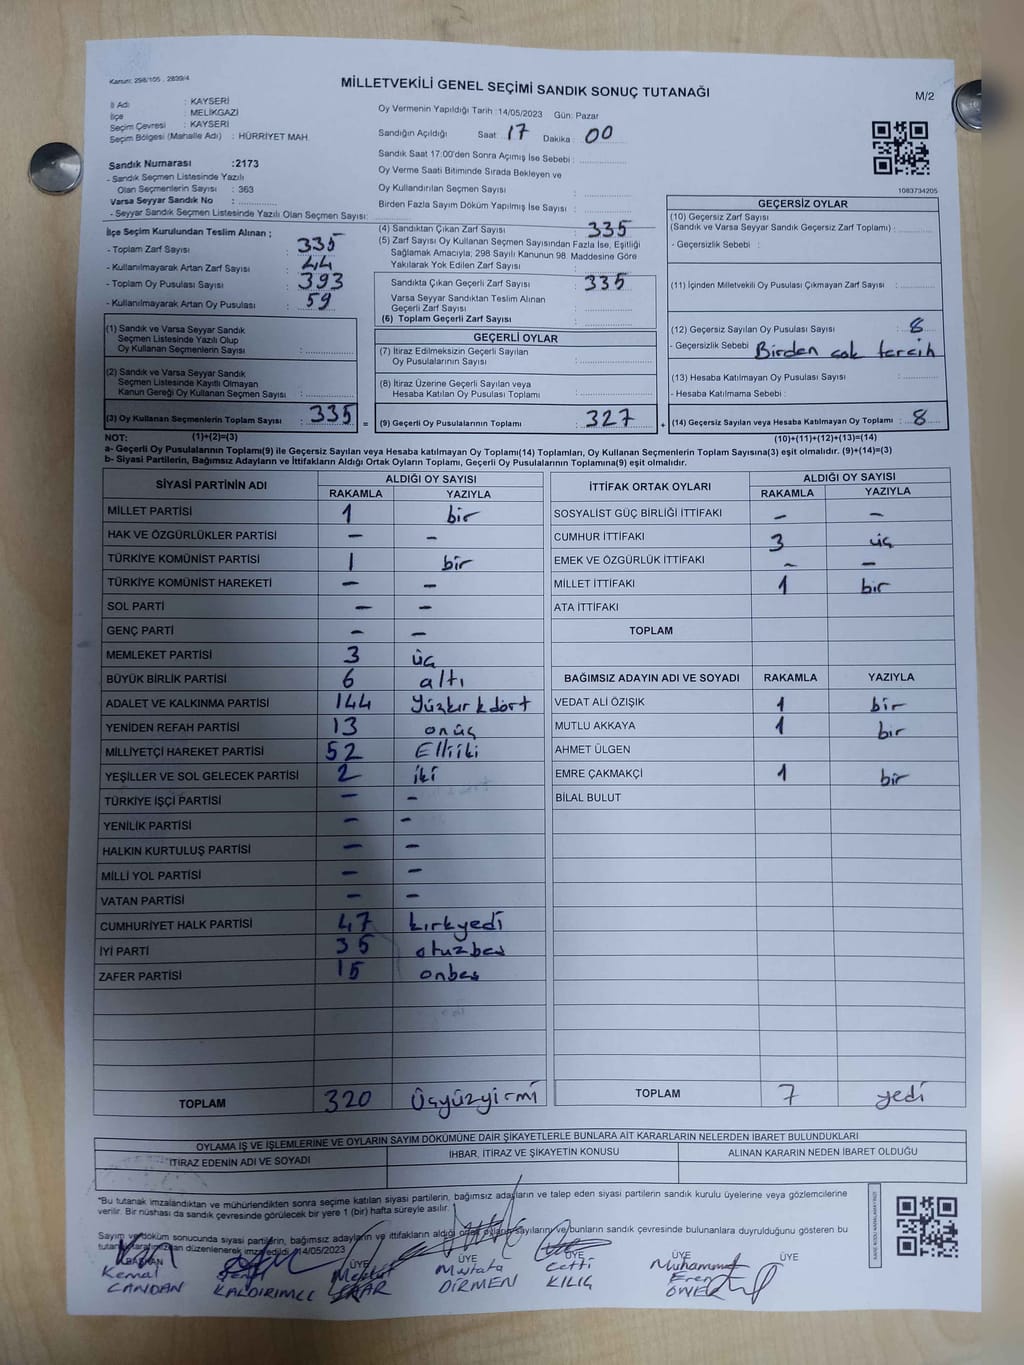 Kanun: 298/105 , 2839/4
MİLLETVEKİLİ GENEL SEÇİMİ SANDIK SONUÇ TUTANAĞI
M/2
İl Adı : KAYSERİ
İlçe : MELİKGAZİ
Seçim Çevresi : KAYSERİ
Seçim Bölgesi (Mahalle Adı) : HÜRRİYET MAH.
Oy Vermenin Yapıldığı Tarih :14/05/2023 Gün: Pazar
Sandığın Açıldığı Saat :17 Dakika : 00
Sandık Saat 17:00'den Sonra Açımış İse Sebebi :
Oy Verme Saati Bitiminde Sırada Bekleyen ve
Oy Kullandırılan Seçmen Sayısı :
Birden Fazla Sayım Döküm Yapılmış İse Sayısı :
1083734205
Sandık Numarası :2173
- Sandık Seçmen Listesinde Yazılı
Olan Seçmenlerin Sayısı : 363
Varsa Seyyar Sandık No :
- Seyyar Sandık Seçmen Listesinde Yazılı Olan Seçmen Sayısı:
İlçe Seçim Kurulundan Teslim Alınan ;
- Toplam Zarf Sayısı : 335
- Kullanılmayarak Artan Zarf Sayısı : 44
- Toplam Oy Pusulası Sayısı : 393
- Kullanılmayarak Artan Oy Pusulası : 59
(4) Sandıktan Çıkan Zarf Sayısı : 335
(5) Zarf Sayısı Oy Kullanan Seçmen Sayısından Fazla İse, Eşitliği
Sağlamak Amacıyla; 298 Sayılı Kanunun 98. Maddesine Göre
Yakılarak Yok Edilen Zarf Sayısı :
Sandıkta Çıkan Geçerli Zarf Sayısı : 335
Varsa Seyyar Sandıktan Teslim Alınan
Geçerli Zarf Sayısı :
(6) Toplam Geçerli Zarf Sayısı :
GEÇERSİZ OYLAR
(10) Geçersiz Zarf Sayısı
(Sandık ve Varsa Seyyar Sandık Geçersiz Zarf Toplamı) :
- Geçersizlik Sebebi :
(11) İçinden Milletvekili Oy Pusulası Çıkmayan Zarf Sayısı :
(12) Geçersiz Sayılan Oy Pusulası Sayısı : 8
- Geçersizlik Sebebi : Birden çok tercih
(13) Hesaba Katılmayan Oy Pusulası Sayısı :
- Hesaba Katılmama Sebebi :
(14) Geçersiz Sayılan veya Hesaba Katılmayan Oy Toplamı : 8
(10)+(11)+(12)+(13)=(14)
(1) Sandık ve Varsa Seyyar Sandık
Seçmen Listesinde Yazılı Olup
Oy Kullanan Seçmenlerin Sayısı :
(2) Sandık ve Varsa Seyyar Sandık
Seçmen Listesinde Kayıtlı Olmayan
Kanun Gereği Oy Kullanan Seçmen Sayısı :
(3) Oy Kullanan Seçmenlerin Toplam Sayısı : 335
=
GEÇERLİ OYLAR
(7) İtiraz Edilmeksizin Geçerli Sayılan
Oy Pusulalarının Sayısı :
(8) İtiraz Üzerine Geçerli Sayılan veya
Hesaba Katılan Oy Pusulası Toplamı :
(9) Geçerli Oy Pusulalarının Toplamı : 327
+
NOT: (1)+(2)=(3)
a- Geçerli Oy Pusulalarının Toplamı(9) ile Geçersiz Sayılan veya Hesaba katılmayan Oy Toplamı(14) Toplamları, Oy Kullanan Seçmenlerin Toplam Sayısına(3) eşit olmalıdır. (9)+(14)=(3)
b- Siyasi Partilerin, Bağımsız Adayların ve İttifakların Aldığı Ortak Oyların Toplamı, Geçerli Oy Pusulalarının Toplamına(9) eşit olmalıdır.
SİYASİ PARTİNİN ADI ALDIĞI OY SAYISI
RAKAMLA YAZIYLA
MİLLET PARTİSİ 1 bir
HAK VE ÖZGÜRLÜKLER PARTİSİ – –
TÜRKİYE KOMÜNİST PARTİSİ 1 bir
TÜRKİYE KOMÜNİST HAREKETİ – –
SOL PARTİ – –
GENÇ PARTİ – –
MEMLEKET PARTİSİ 3 üç
BÜYÜK BİRLİK PARTİSİ 6 altı
ADALET VE KALKINMA PARTİSİ 144 Yüzkırkdört
YENİDEN REFAH PARTİSİ 13 onüç
MİLLİYETÇİ HAREKET PARTİSİ 52 Elliiki
YEŞİLLER VE SOL GELECEK PARTİSİ 2 iki
TÜRKİYE İŞÇİ PARTİSİ – –
YENİLİK PARTİSİ – –
HALKIN KURTULUŞ PARTİSİ – –
MİLLİ YOL PARTİSİ – –
VATAN PARTİSİ – –
CUMHURİYET HALK PARTİSİ 47 kırkyedi
İYİ PARTİ 35 otuzbeş
ZAFER PARTİSİ 15 onbeş
TOPLAM 320 Üçyüzyirmi
İTTİFAK ORTAK OYLARI ALDIĞI OY SAYISI
RAKAMLA YAZIYLA
SOSYALİST GÜÇ BİRLİĞİ İTTİFAKI – –
CUMHUR İTTİFAKI 3 üç
EMEK VE ÖZGÜRLÜK İTTİFAKI – –
MİLLET İTTİFAKI 1 bir
ATA İTTİFAKI
TOPLAM
BAĞIMSIZ ADAYIN ADI VE SOYADI RAKAMLA YAZIYLA
VEDAT ALİ ÖZIŞIK 1 bir
MUTLU AKKAYA 1 bir
AHMET ÜLGEN
EMRE ÇAKMAKÇİ 1 bir
BİLAL BULUT
TOPLAM 7 yedi
OYLAMA İŞ VE İŞLEMLERİNE VE OYLARIN SAYIM DÖKÜMÜNE DAİR ŞİKAYETLERLE BUNLARA AİT KARARLARIN NELERDEN İBARET BULUNDUKLARI
İTİRAZ EDENİN ADI VE SOYADI İHBAR, İTİRAZ VE ŞİKAYETİN KONUSU ALINAN KARARIN NEDEN İBARET OLDUĞU
"Bu tutanak imzalandıktan ve mühürlendikten sonra seçime katılan siyasi partilerin, bağımsız adayların ve talep eden siyasi partilerin sandık kurulu üyelerine veya gözlemcilerine
verilir. Bir nüshası da sandık çevresinde görülecek bir yere 1 (bir) hafta süreyle asılır.
Sayım ve döküm sonucunda siyasi partilerin, bağımsız adayların ve ittifakların aldığı ortak oyların sayılarını ve bunların sandık çevresinde bulunanlara duyrulduğunu gösteren bu
düzenlenerek imza edildi. 14/05/2023
BAŞKAN ÜYE ÜYE ÜYE ÜYE ÜYE
Kemal Mustafa Cetti Muhammet
CANDAN KALDIRIMCI DİRMEN KILIÇ Eren
ÖNEL